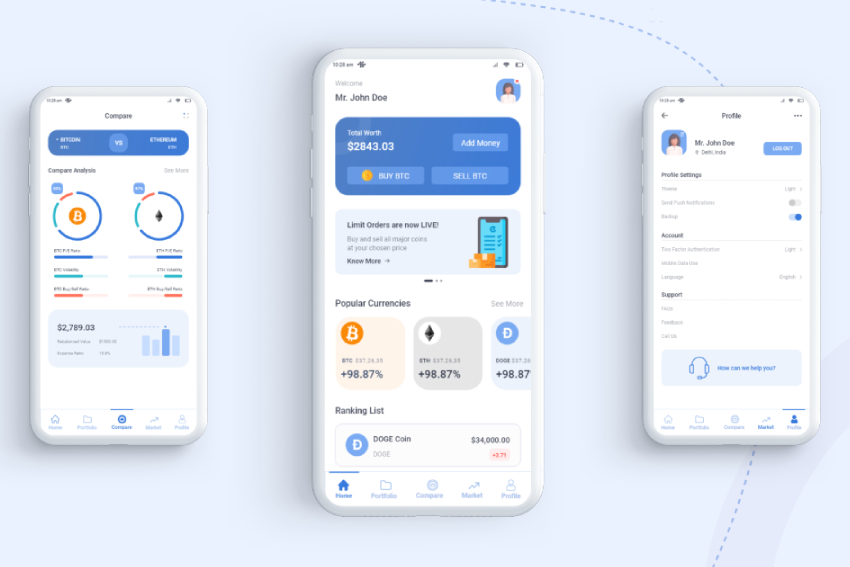 10:28 am
Compare
BITCOIN
BTC
VS
ETHEREUM
ETH
Compare Analysis
See More
BTC P/E Ratio
ETH P/E Ratio
BTC Volatility
ETH Volatility
BTC Buy-Sell Ratio
ETH Buy-Sell Ratio
$2,789.03
Expense Ratio
Home
Portfolio
Compare
Market
Profile
10:28 am
Welcome
Mr. John Doe
Total Worth
$2843.03
Add Money
BUY BTC
SELL BTC
Limit Orders are now LIVE!
Buy and sell all major coins
at your chosen price
Know More →
Popular Currencies
See More
BTC $37,26,35
+98.87%
ETH $37,26,35
+98.87%
DOGE $37,26
+98.87
Ranking List
DOGE Coin
DOGE
$34,000.00
+3.71
Home
Portfolio
Compare
Market
Profile
10:28 am
Profile
Mr. John Doe
Delhi, India
LOG OUT
Profile Settings
Theme
Light >
Send Push Notifications
Backup
Account
Two Factor Authentication
Light >
Mobile Data Use
Language
English >
Support
FAQs
Feedback
Call Us
How can we help you?
Home
Portfolio
Compare
Market
Profile